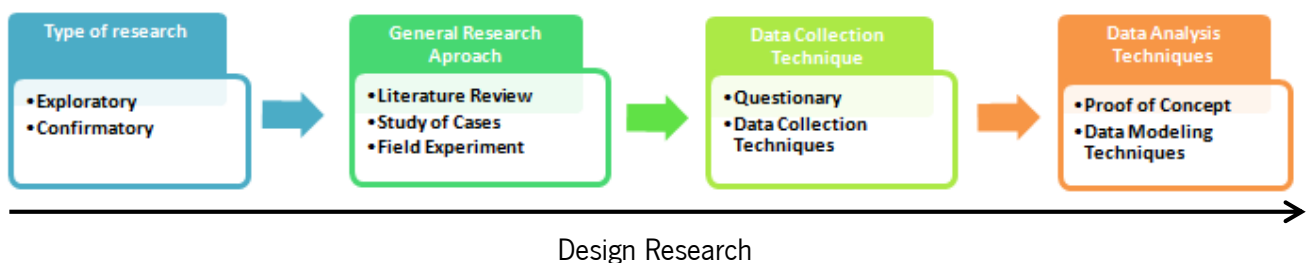 Type of research
•Exploratory
•Confirmatory
General Research
Aproach
•Literature Review
•Study of Cases
•Field Experiment
Data Collection
Technique
•Questionary
•Data Collection
Techniques
Data Analysis
Techniques
•Proof of Concept
•Data Modeling
Techniques
Design Research